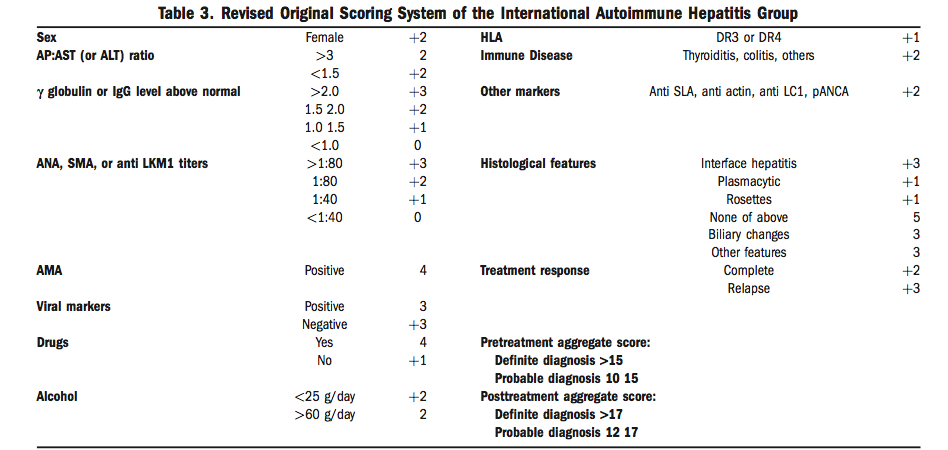 Table 3. Revised Original Scoring System of the International Autoimmune Hepatitis Group
Sex Female +2 HLA DR3 or DR4 +1
AP:AST (or ALT) ratio >3 2 Immune Disease Thyroiditis, colitis, others +2
<1.5 +2
γ globulin or IgG level above normal >2.0 +3 Other markers Anti SLA, anti actin, anti LC1, pANCA +2
1.5 2.0 +2
1.0 1.5 +1
<1.0 0
ANA, SMA, or anti LKM1 titers >1:80 +3 Histological features Interface hepatitis +3
1:80 +2 Plasmacytic +1
1:40 +1 Rosettes +1
<1:40 0 None of above 5
Biliary changes 3
Other features 3
AMA Positive 4 Treatment response Complete +2
Relapse +3
Viral markers Positive 3
Negative +3
Drugs Yes 4 Pretreatment aggregate score:
No +1 Definite diagnosis >15
Probable diagnosis 10 15
Alcohol <25 g/day +2 Posttreatment aggregate score:
>60 g/day 2 Definite diagnosis >17
Probable diagnosis 12 17